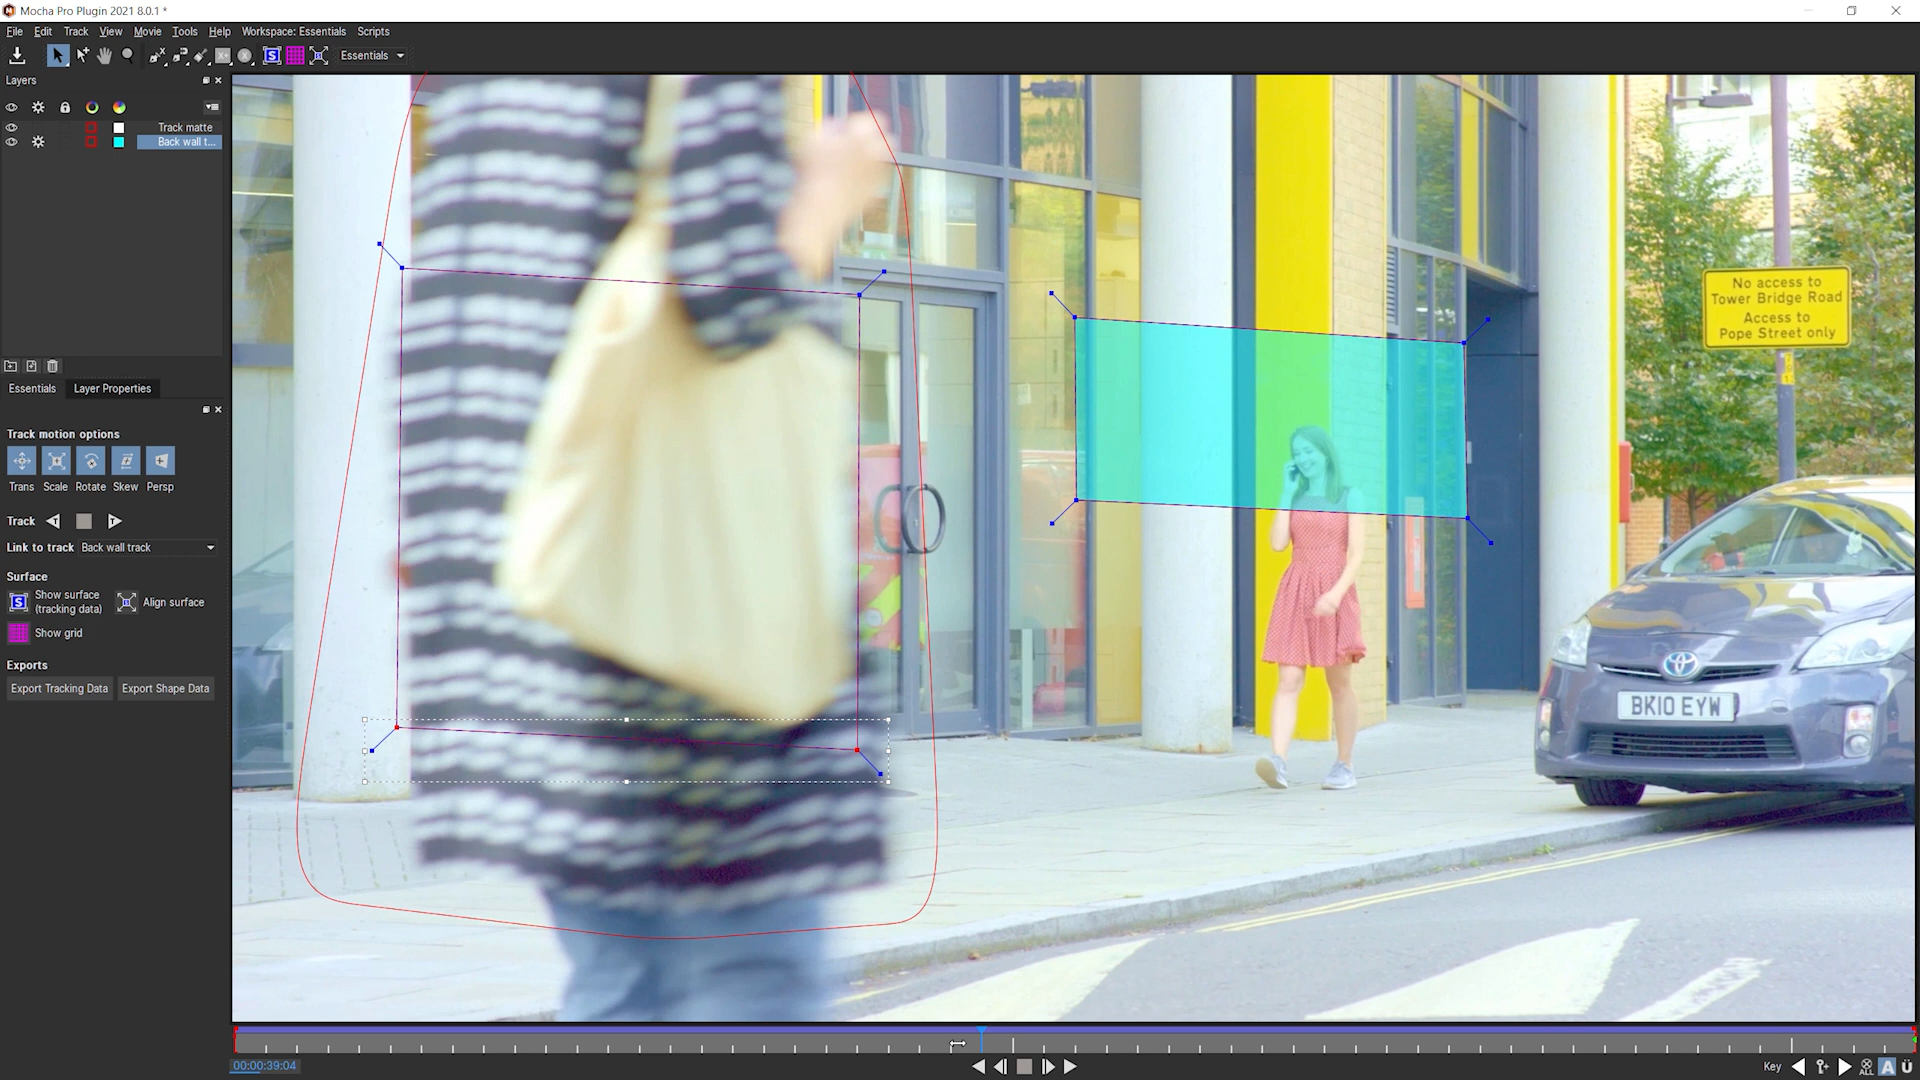 Mocha Pro Plugin 2021 8.0.1 *
File Edit Track View Movie Tools Help Workspace: Essentials Scripts
Essentials
Layers
Track matte
Back wall t...
Essentials Layer Properties
Track motion options
Trans Scale Rotate Skew Persp
Track
Link to track Back wall track
Surface
Show surface
(tracking data)
Align surface
Show grid
Exports
Export Tracking Data Export Shape Data
No access to
Tower Bridge Road
Access to
Pope Street only
BK10 EYW
00:00:39:04
Key
ALL
A
Ü